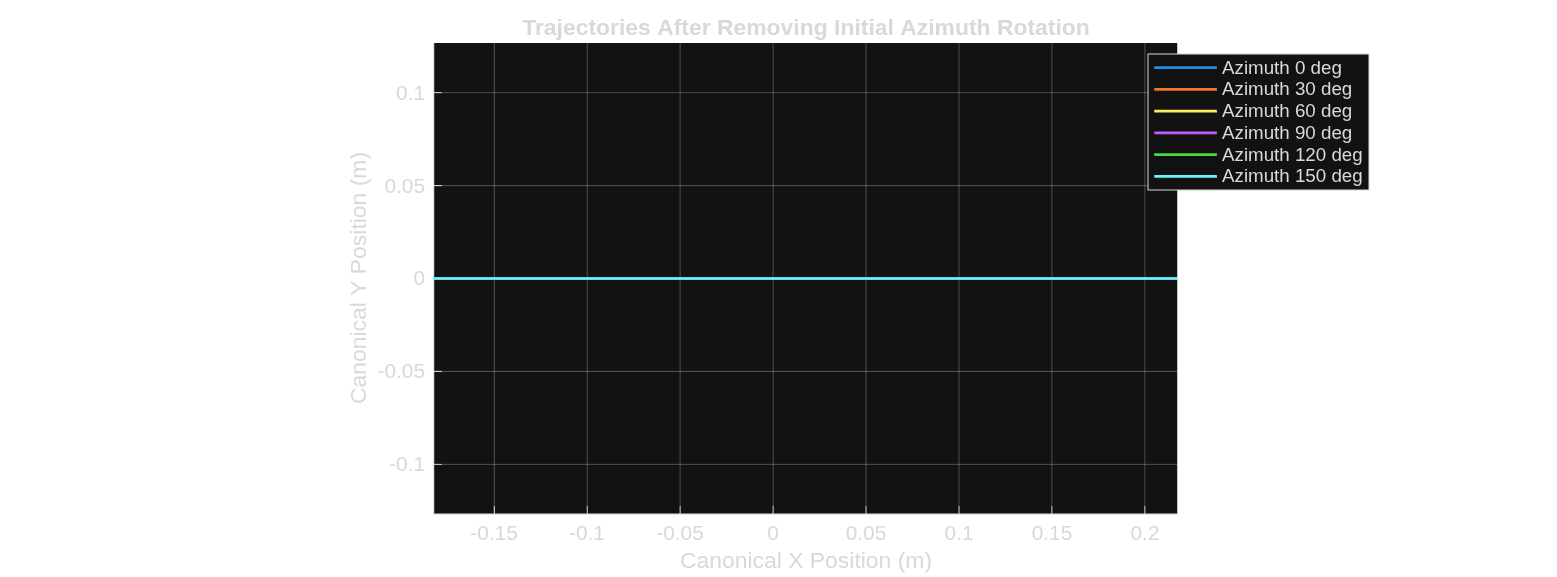 Trajectories After Removing Initial Azimuth Rotation
Azimuth 0 deg
Azimuth 30 deg
Azimuth 60 deg
Azimuth 90 deg
Azimuth 120 deg
Azimuth 150 deg
Canonical Y Position (m)
0.1
0.05
0
-0.05
-0.1
-0.15 -0.1 -0.05 0 0.05 0.1 0.15 0.2
Canonical X Position (m)